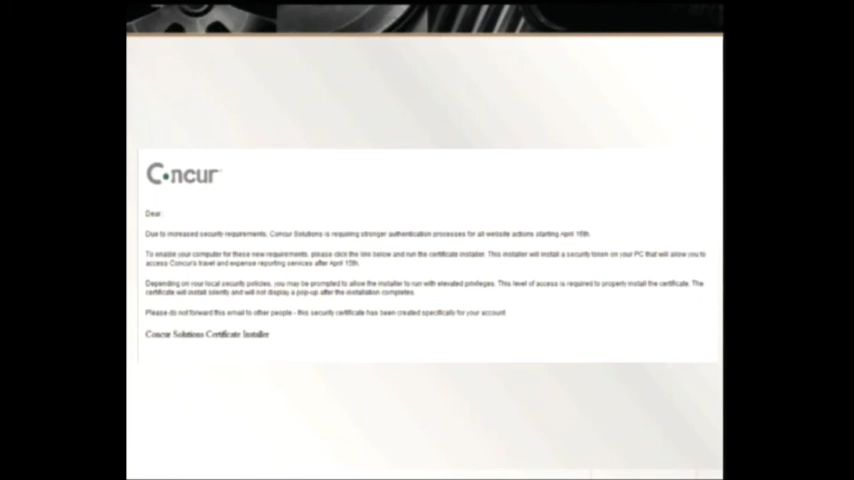 Concur
Dear:
Due to increased security requirements, Concur Solutions is requiring stronger authentication processes for all website actions starting April 15th.
To enable your computer for these new requirements, please click the link below and run the certificate installer. This installer will install a security token on your PC that will allow you to
access Concur's travel and expense reporting services after April 15th.
Depending on your local security policies, you may be prompted to allow the installer to run with elevated privileges. This level of access is required to properly install the certificate. The
certificate will install silently and will not display a pop-up after the installation completes.
Please do not forward this email to other people - this security certificate has been created specifically for your account
Concur Solutions Certificate Installer